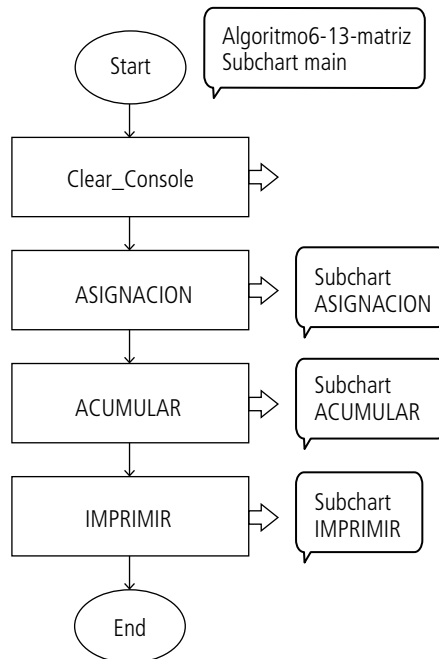 Start
Algoritmo6-13-matriz
Subchart main
Clear_Console
ASIGNACION
Subchart
ASIGNACION
ACUMULAR
Subchart
ACUMULAR
IMPRIMIR
Subchart
IMPRIMIR
End